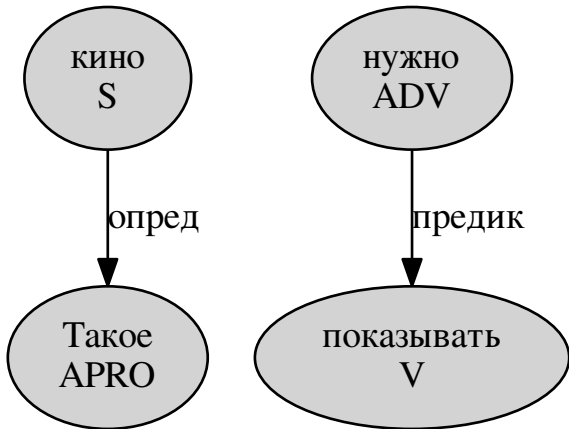 кино
S
нужно
ADV
опред
предик
Такое
APRO
показывать
V